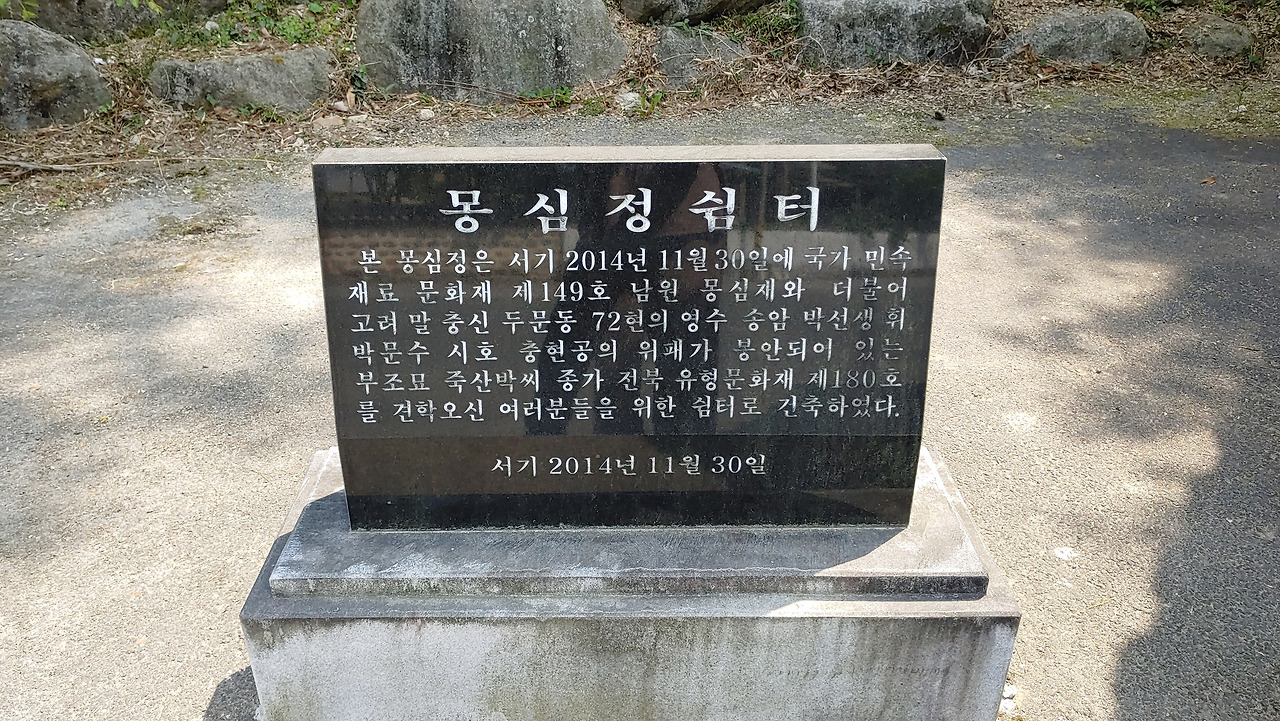 몽심정쉼터
본 몽심정은 서기 2014년 11월 30일에 국가 민속
재료 문화재 제149호 남원 몽심재와 더불어
고려 말 충신 두문동 72현의 영수 송암 박선생 휘
박문수 시호 충현공의 위패가 봉안되어 있는
부조묘 죽산박씨 종가 전북 유형문화재 제180호
를 견학오신 여러분들을 위한 쉼터로 건축하였다.
서기 2014년 11월 30일